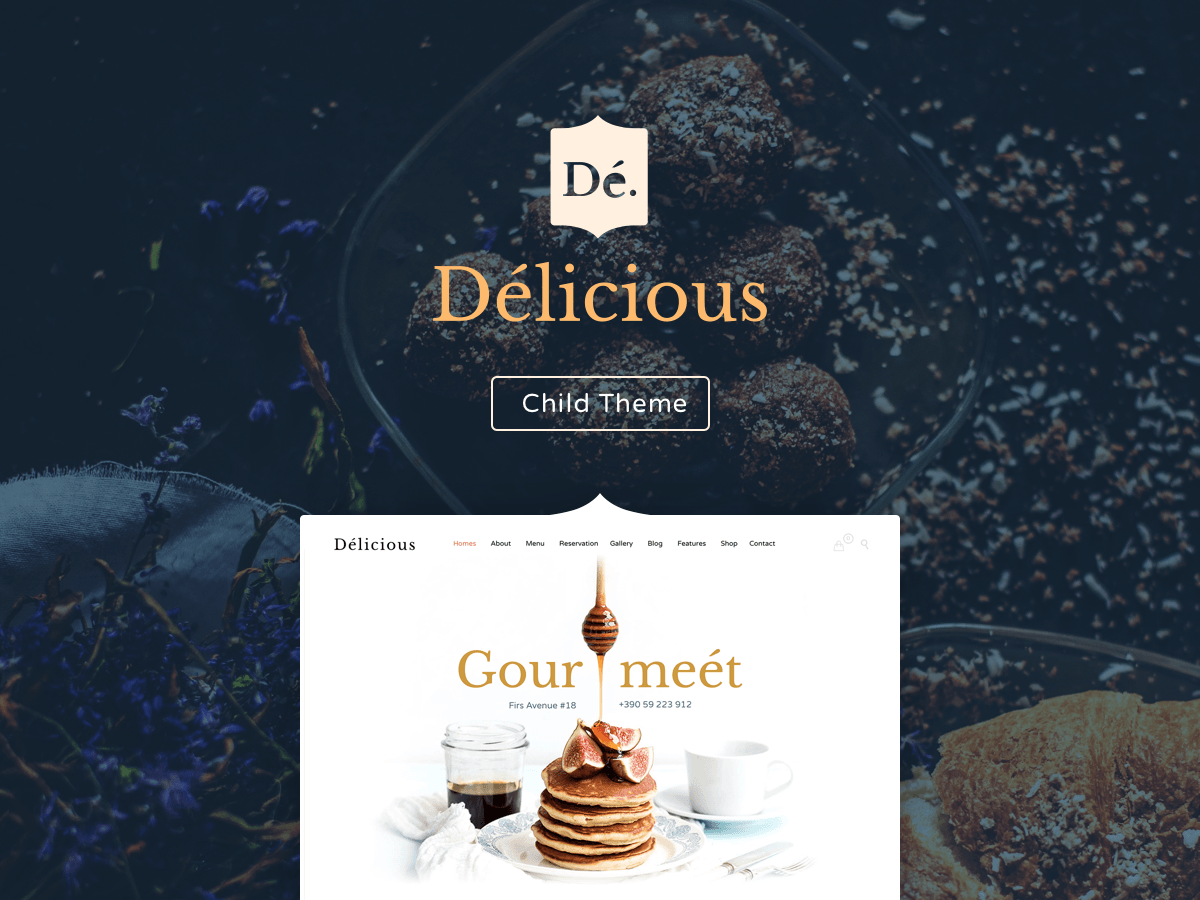 Dé.
Délicious
Child Theme
Délicious Homes About Menu Reservation Gallery Blog Features Shop Contact 0
Gour meét
Firs Avenue #18 +390 59 223 912